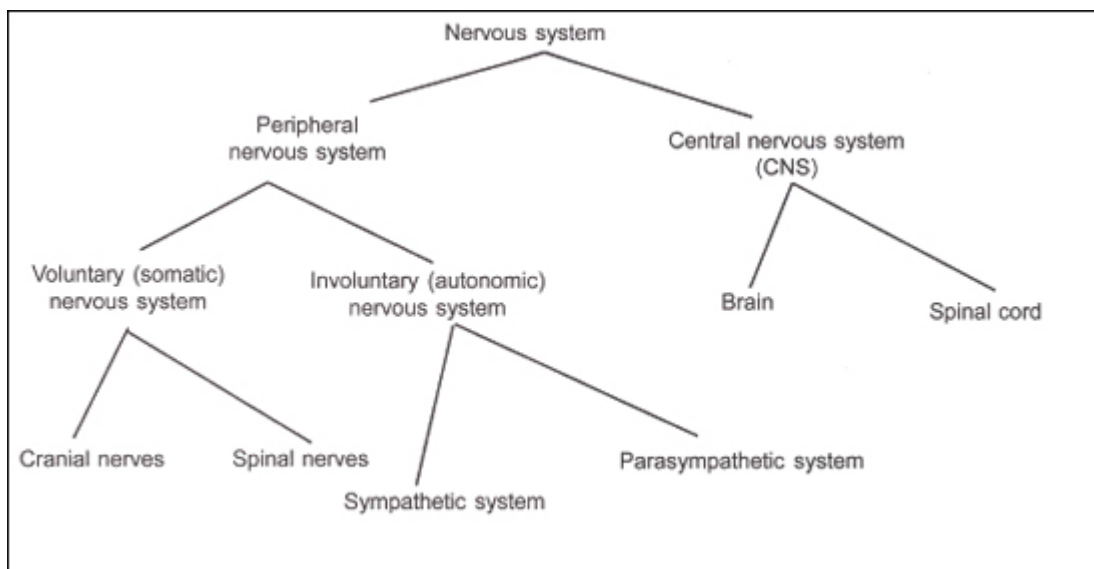 Nervous system
Peripheral
nervous system
Central nervous system
(CNS)
Voluntary (somatic)
nervous system
Involuntary (autonomic)
nervous system
Brain
Spinal cord
Cranial nerves
Spinal nerves
Sympathetic system
Parasympathetic system